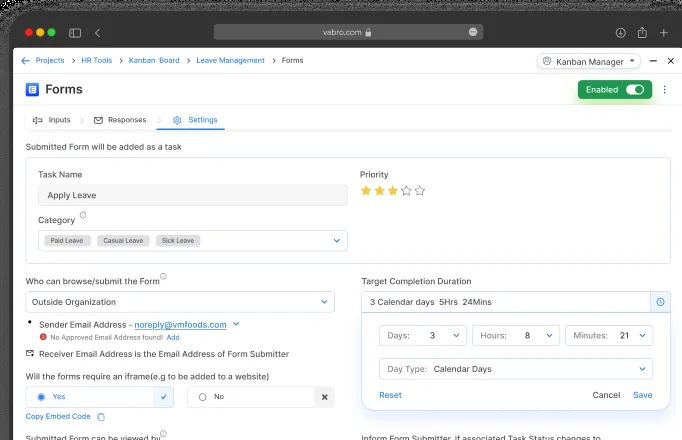 vabro.com
Projects > HR Tools > Kanban Board > Leave Management > Forms
Kanban Manager
Forms
Enabled
Inputs
Responses
Settings
Submitted Form will be added as a task
Task Name
Priority
Apply Leave
Category
Paid Leave
Casual Leave
Sick Leave
Who can browse/submit the Form
Target Completion Duration
Outside Organization
3 Calendar days 5Hrs 24Mins
Sender Email Address - noreply@vmfoods.com
No Approved Email Address found! Add
Days: 3
Hours: 8
Minutes: 21
Receiver Email Address is the Email Address of Form Submitter
Day Type: Calendar Days
Will the forms require an iframe(e.g to be added to a website)
Yes
No
Reset
Cancel
Save
Copy Embed Code
Submitted Form can be viewed by
Inform Form Submitter, if associated Task Status changes to